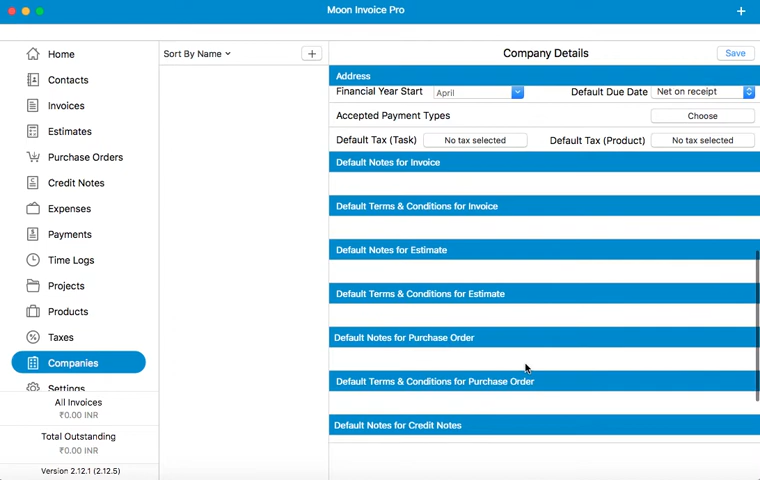 Moon Invoice Pro
+
Home
Contacts
Invoices
Estimates
Purchase Orders
Credit Notes
Expenses
Payments
Time Logs
Projects
Products
Taxes
Companies
Settings
All Invoices
₹0.00 INR
Total Outstanding
₹0.00 INR
Version 2.12.1 (2.12.5)
Sort By Name
+
Company Details
Save
Address
Financial Year Start April Default Due Date Net on receipt
Accepted Payment Types Choose
Default Tax (Task) No tax selected Default Tax (Product) No tax selected
Default Notes for Invoice
Default Terms & Conditions for Invoice
Default Notes for Estimate
Default Terms & Conditions for Estimate
Default Notes for Purchase Order
Default Terms & Conditions for Purchase Order
Default Notes for Credit Notes